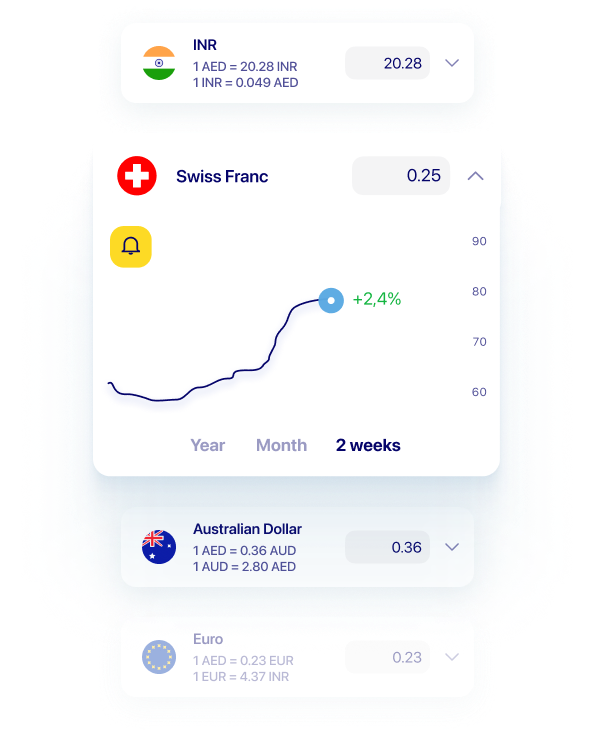 INR
1 AED = 20.28 INR
1 INR = 0.049 AED
20.28
Swiss Franc
0.25
90
80
+2,4%
70
60
Year Month 2 weeks
Australian Dollar
1 AED = 0.36 AUD
1 AUD = 2.80 AED
0.36
Euro
1 AED = 0.23 EUR
1 EUR = 4.37 INR
0.23